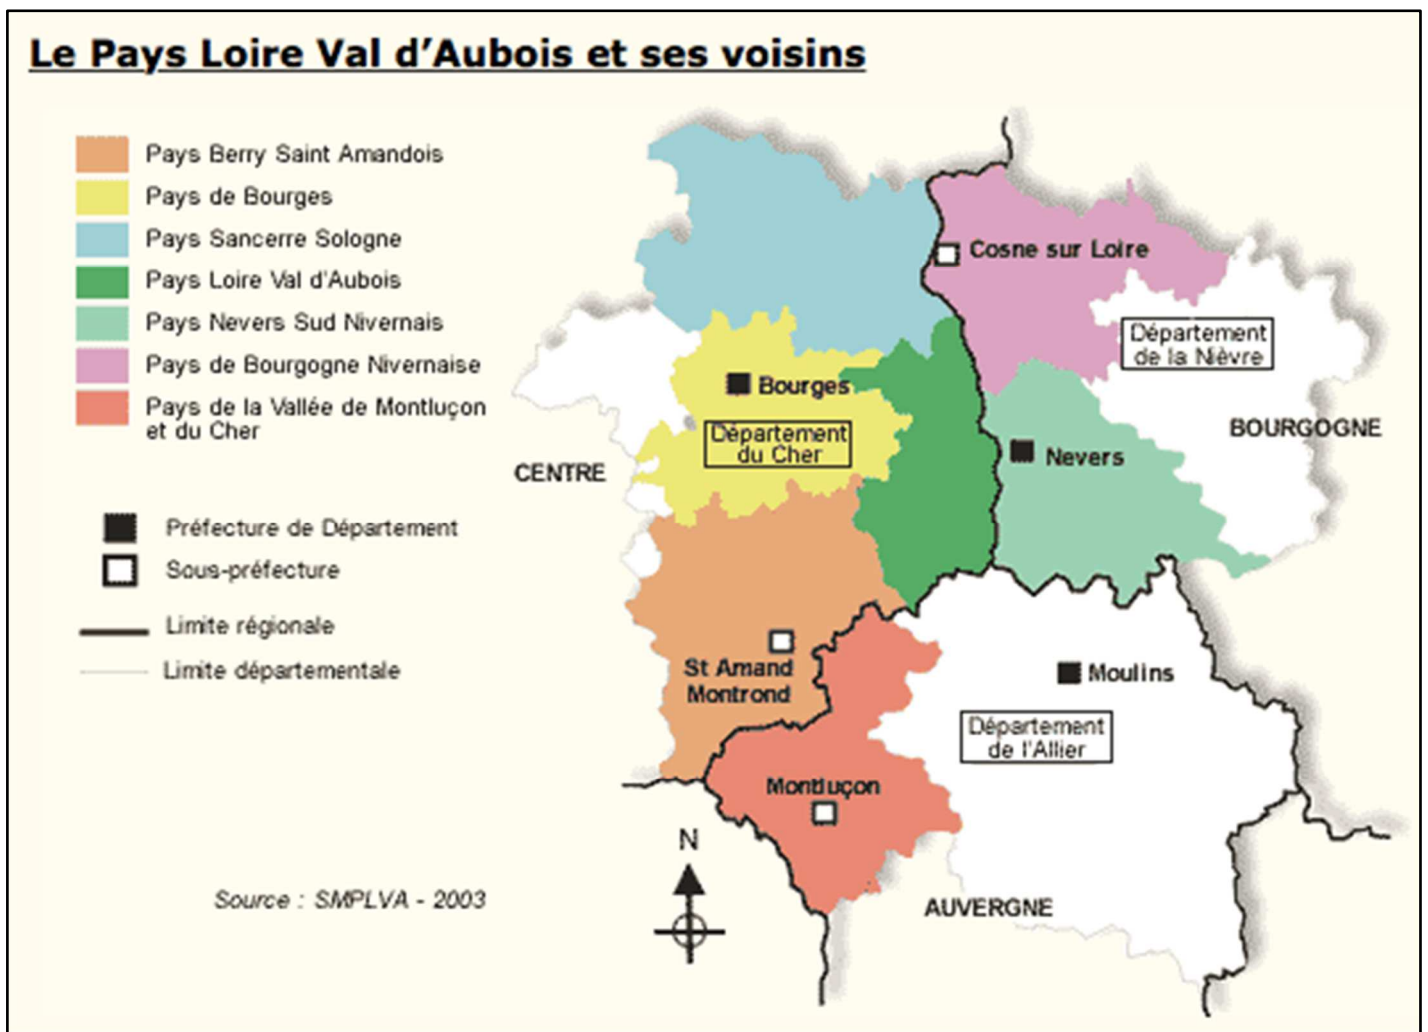 Le Pays Loire Val d’Aubois et ses voisins
Pays Berry Saint Amandois
Pays de Bourges
Pays Sancerre Sologne
Pays Loire Val d'Aubois
Pays Nevers Sud Nivernais
Pays de Bourgogne Nivernaise
Pays de la Vallée de Montluçon
et du Cher
Préfecture de Département
Sous-préfecture
Limite régionale
Limite départementale
Source : SMPLVA - 2003
Cosne sur Loire
Département
de la Nièvre
Bourges
BOURGOGNE
Département
du Cher
Nevers
CENTRE
St Amand
Montrond
Moulins
Département
de l'Allier
Montluçon
N
AUVERGNE